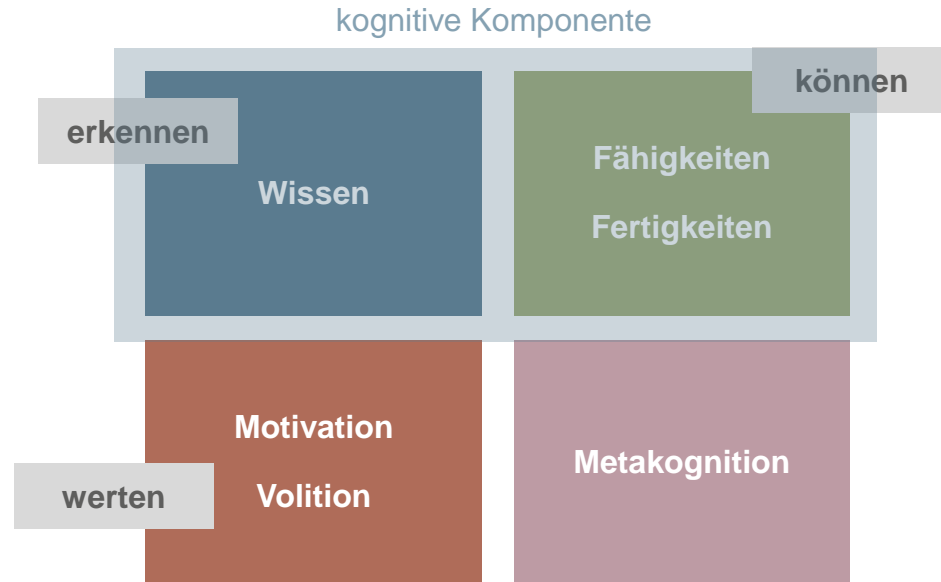 kognitive Komponente
können
erkennen
Wissen
Fähigkeiten
Fertigkeiten
Motivation
Volition
werten
Metakognition